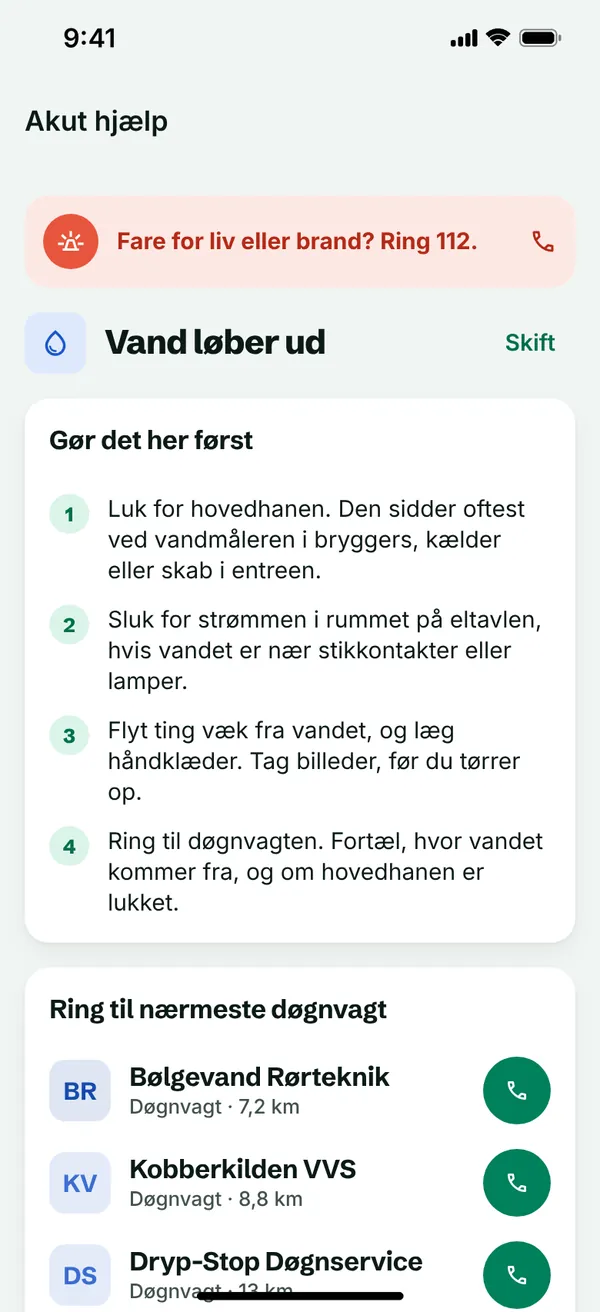 9:41
Akut hjælp
Fare for liv eller brand? Ring 112.
Vand løber ud
Skift
Gør det her først
1
Luk for hovedhanen. Den sidder oftest
ved vandmåleren i bryggers, kælder
eller skab i entreen.
2
Sluk for strømmen i rummet på eltavlen,
hvis vandet er nær stikkontakter eller
lamper.
3
Flyt ting væk fra vandet, og læg
håndklæder. Tag billeder, før du tørrer
op.
4
Ring til døgnvagten. Fortæl, hvor vandet
kommer fra, og om hovedhanen er
lukket.
Ring til nærmeste døgnvagt
BR
Bølgevand Rørteknik
Døgnvagt · 7,2 km
KV
Kobberkilden VVS
Døgnvagt · 8,8 km
DS
Dryp-Stop Døgnservice
Døgnvagt · 13 km